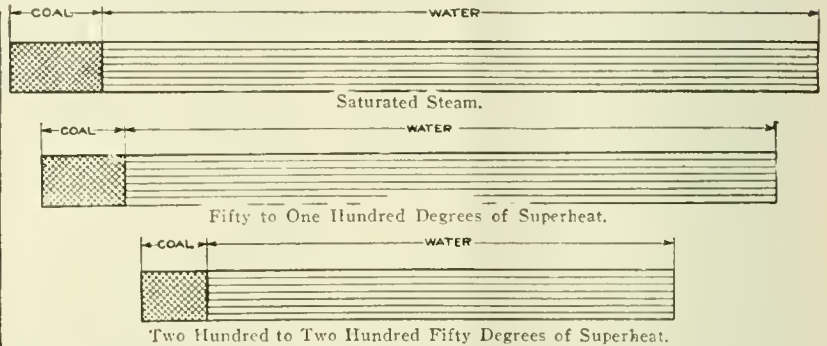 COAL WATER
Saturated Steam.
COAL WATER
Fifty to One Hundred Degrees of Superheat.
COAL WATER
Two Hundred to Two Hundred Fifty Degrees of Superheat.